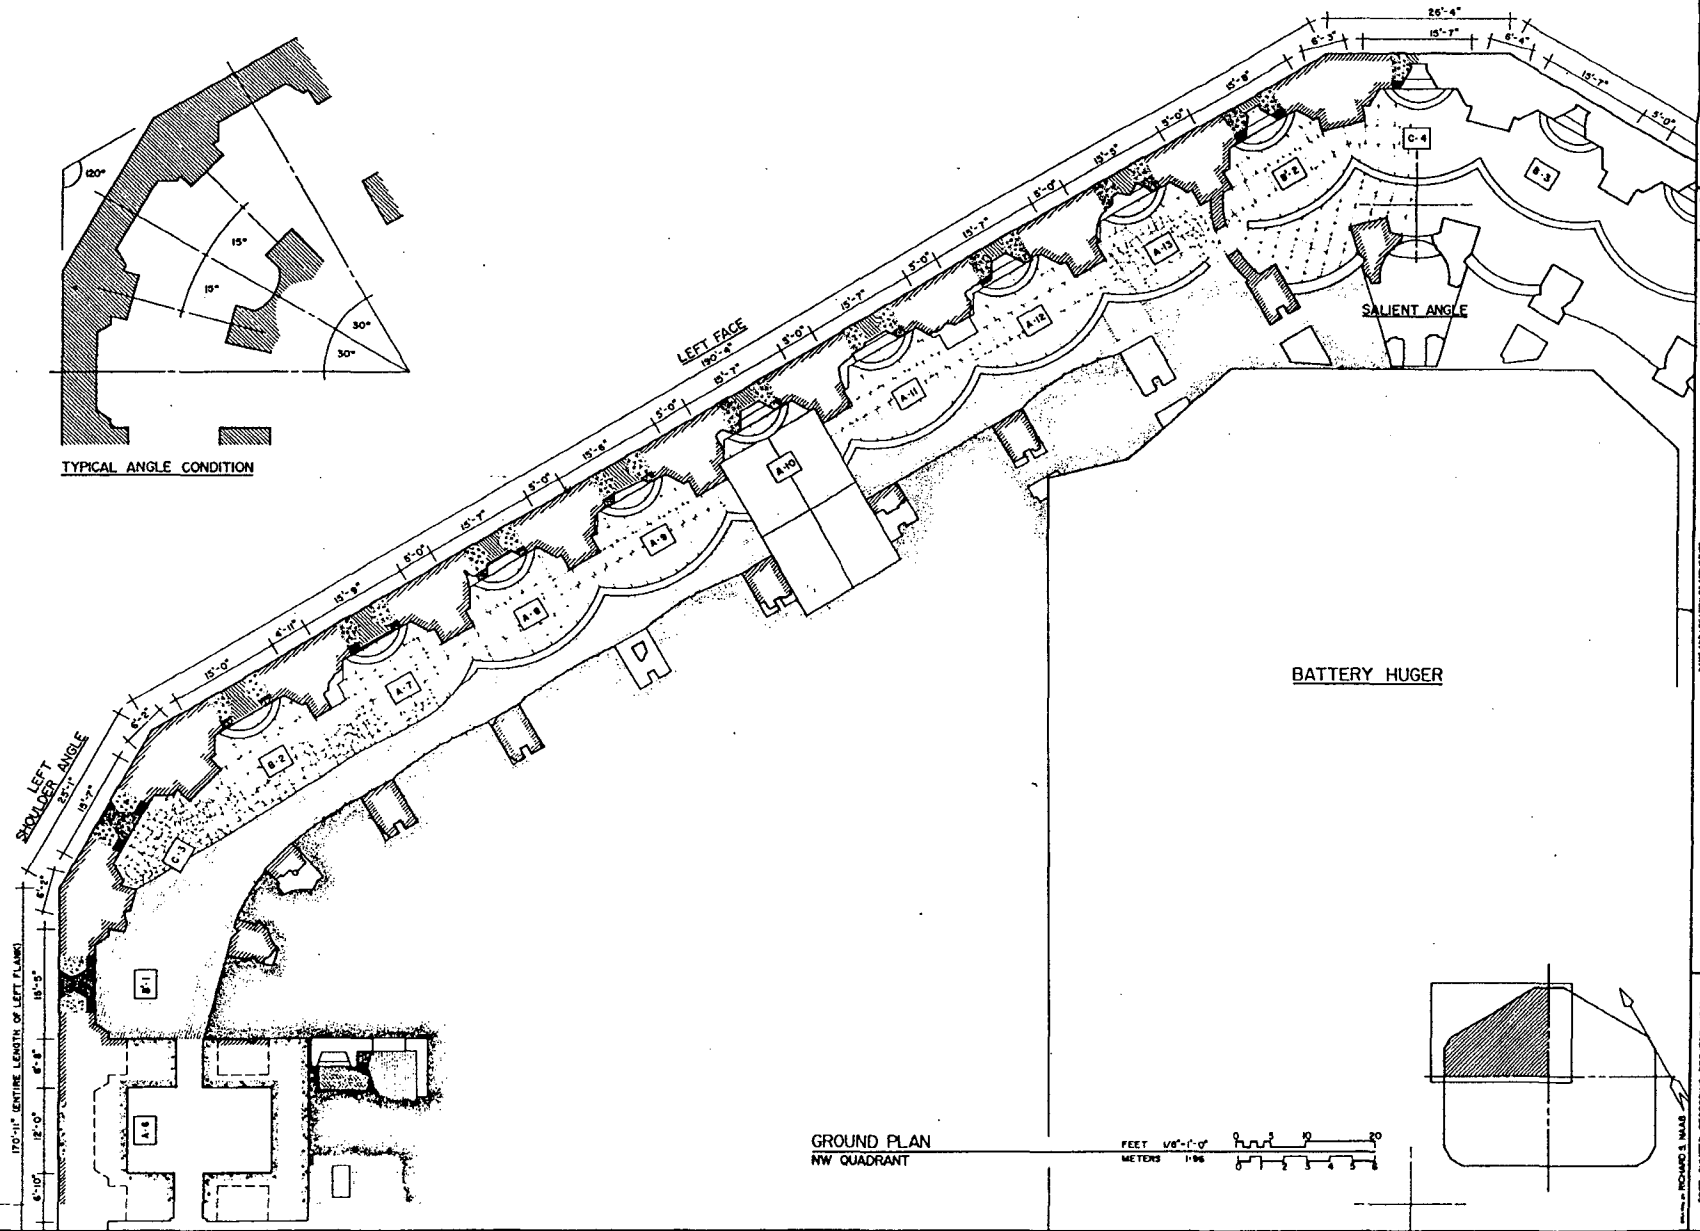 26'-4"
6'-3"
15'-7"
6'-4"
15'-7"
5'-0"
15'-8"
5'-0"
15'-5"
5'-0"
15'-7"
5'-0"
15'-7"
5'-0"
LEFT FACE
190'-4"
15'-7"
5'-0"
15'-6"
5'-0"
15'-7"
5'-0"
15'-9"
4'-11"
15'-0"
6'-2"
LEFT
SHOULDER ANGLE
25'-1"
15'-7"
6'-2"
170'-11" (ENTIRE LENGTH OF LEFT FLANK)
15'-5"
6'-8"
12'-0"
6'-10"
120°
15°
15°
30°
30°
TYPICAL ANGLE CONDITION
C-4
B-3
B'-2
A-13
SALIENT ANGLE
A-12
A-11
A-10
A-9
A-8
A-7
B-2
C-3
B'-1
A-6
BATTERY HUGER
GROUND PLAN
NW QUADRANT
FEET 1/8"=1'-0"
0 5 10 20
METERS 1:96
0 1 2 3 4 5 6
RICHARD S. NAAB